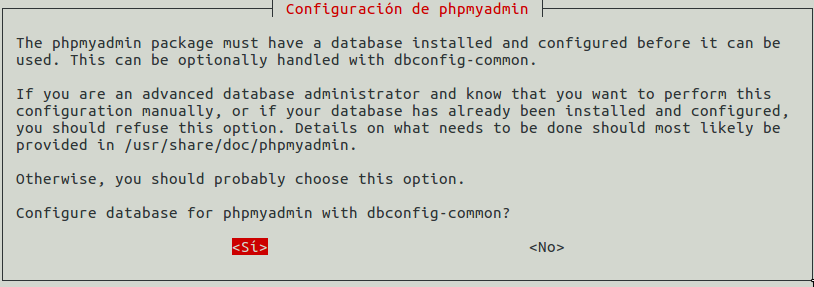 Configuración de phpmyadmin
The phpmyadmin package must have a database installed and configured before it can be
used. This can be optionally handled with dbconfig-common.
If you are an advanced database administrator and know that you want to perform this
configuration manually, or if your database has already been installed and configured,
you should refuse this option. Details on what needs to be done should most likely be
provided in /usr/share/doc/phpmyadmin.
Otherwise, you should probably choose this option.
Configure database for phpmyadmin with dbconfig-common?
<Sí> <No>